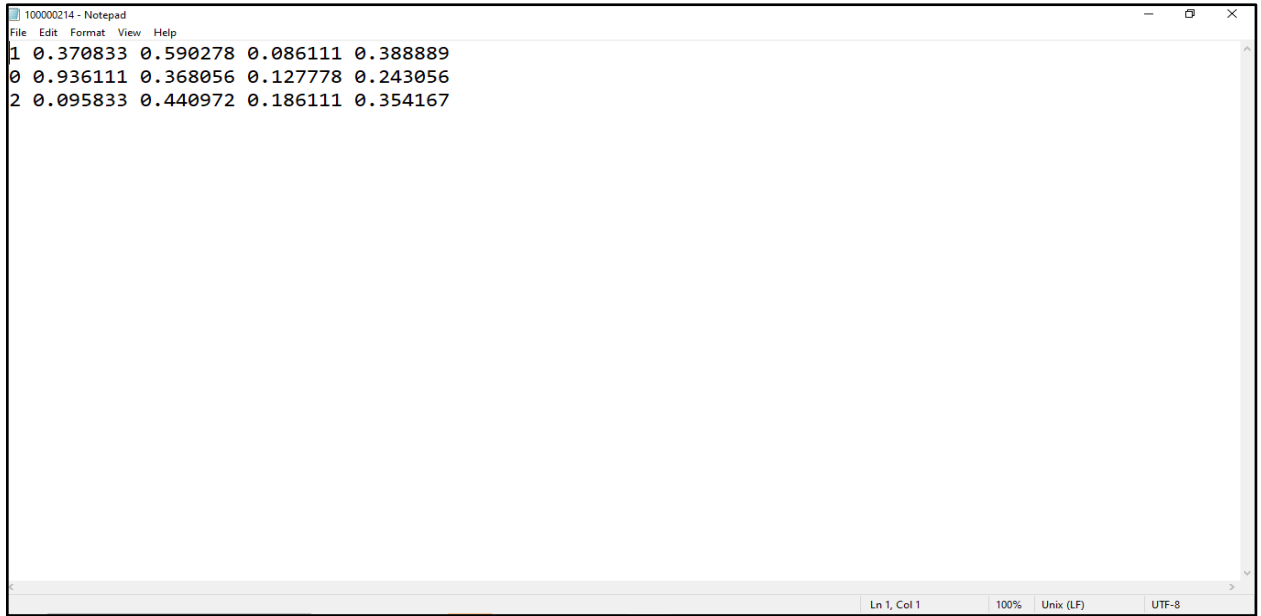 100000214 - Notepad
File Edit Format View Help
1 0.370833 0.590278 0.086111 0.388889
0 0.936111 0.368056 0.127778 0.243056
2 0.095833 0.440972 0.186111 0.354167
Ln 1, Col 1 100% Unix (LF) UTF-8